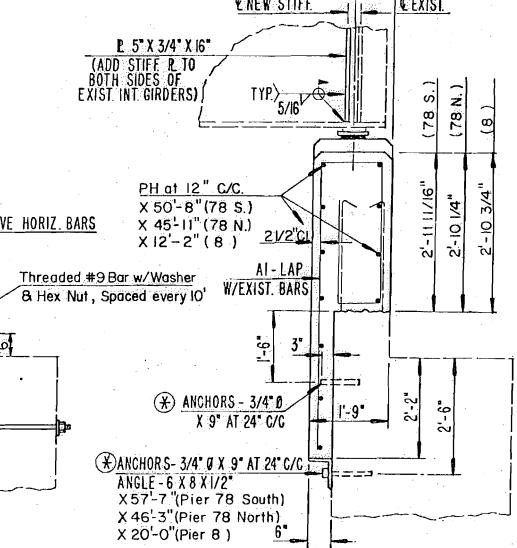 ℄ NEW STIFF.
℄ EXIST.
℄ 5" X 3/4" X 16"
(ADD STIFF ℄ TO
BOTH SIDES OF
EXIST. INT. GIRDERS)
TYP.
5/16
(78 S.)
(78 N.)
(8)
2'-11 11/16"
2'-10 1/4"
2'-10 3/4"
PH at 12" C/C.
X 50'-8" (78 S.)
X 45'-11" (78 N.)
X 12'-2" ( 8 )
2 1/2" Cl.
VE HORIZ. BARS
A1 - LAP
W/EXIST. BARS
Threaded #9 Bar w/Washer
& Hex Nut, Spaced every 10'
1'-6"
3"
* ANCHORS - 3/4" Ø
X 9" AT 24" C/C
1'-9"
2'-2"
2'-6"
* ANCHORS - 3/4" Ø X 9" AT 24" C/C
ANGLE - 6 X 8 X 1/2"
X 57'-7" (Pier 78 South)
X 46'-3" (Pier 78 North)
X 20'-0" (Pier 8 )
6"